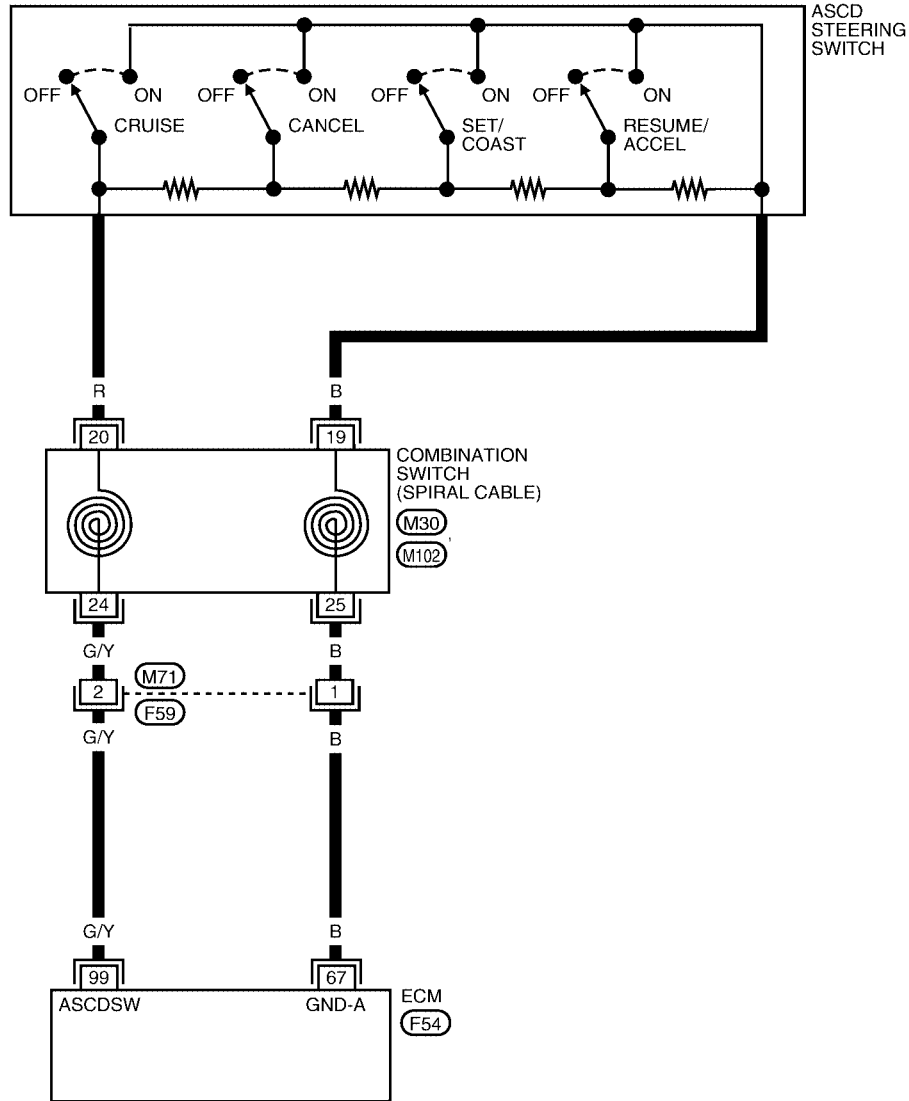 ASCD
STEERING
SWITCH
OFF ON OFF ON OFF ON OFF ON
CRUISE CANCEL SET/
COAST RESUME/
ACCEL
R B
20 19
COMBINATION
SWITCH
(SPIRAL CABLE)
M30 ,
M102
24 25
G/Y B
M71
2 1
F59
G/Y B
G/Y B
99 67
ASCDSW GND-A
ECM
F54